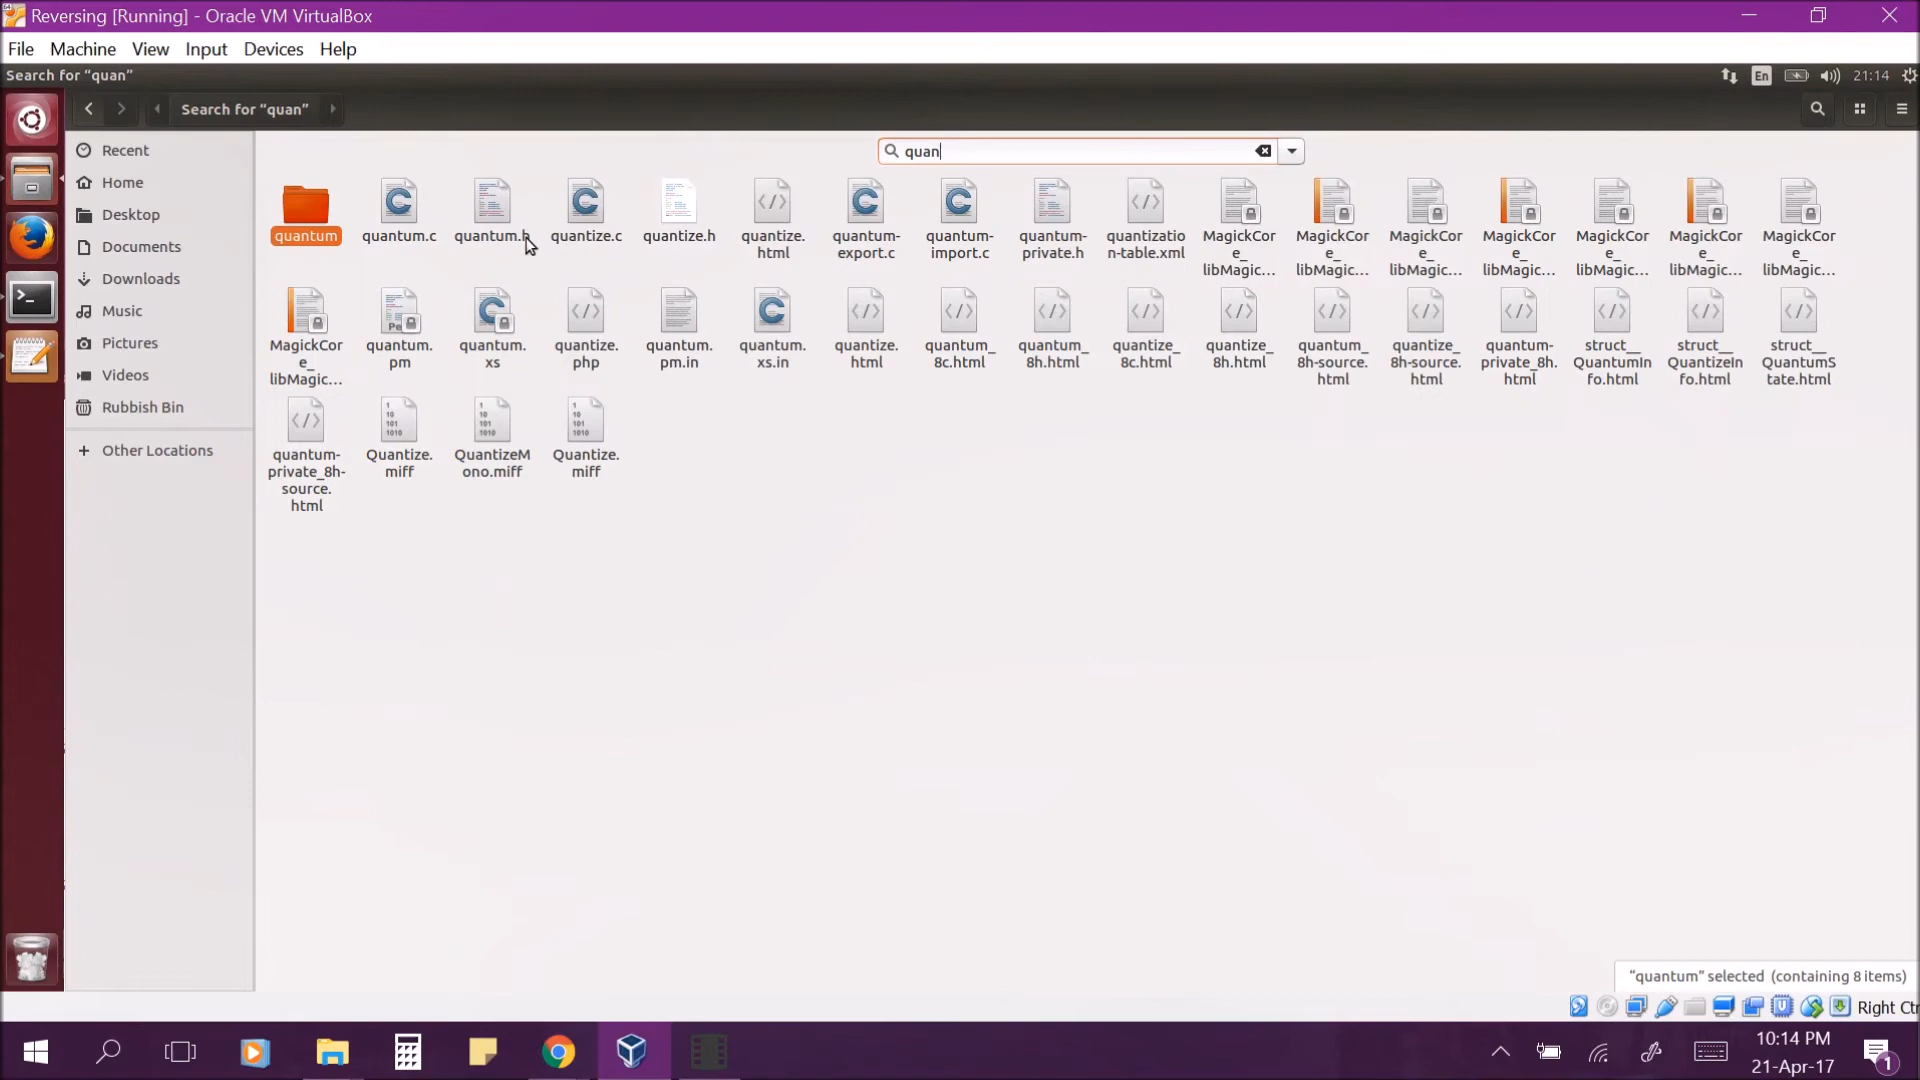 Reversing [Running] - Oracle VM VirtualBox
File Machine View Input Devices Help
Search for “quan”
En 21:14
Search for “quan”
quan
Recent
Home
Desktop
Documents
Downloads
Music
Pictures
Videos
Rubbish Bin
Other Locations
quantum quantum.c quantum.h quantize.c quantize.h quantize. quantum- quantum- quantum- quantizatio MagickCor MagickCor MagickCor MagickCor MagickCor MagickCor MagickCor
html export.c import.c private.h n-table.xml e_ e_ e_ e_ e_ e_ e_
libMagic... libMagic... libMagic... libMagic... libMagic... libMagic... libMagic...
MagickCor quantum. quantum. quantize. quantum. quantum. quantize. quantum_ quantum_ quantize_ quantize_ quantum_ quantize_ quantum- struct__ struct__ struct__
e_ pm xs php pm.in xs.in html 8c.html 8h.html 8c.html 8h.html 8h-source. 8h-source. private_8h. QuantumIn QuantizeIn QuantumS
libMagic... html html html fo.html fo.html tate.html
quantum- Quantize. QuantizeM Quantize.
private_8h- miff ono.miff miff
source.
html
“quantum” selected (containing 8 items)
Right Ctr
10:14 PM
21-Apr-17
1